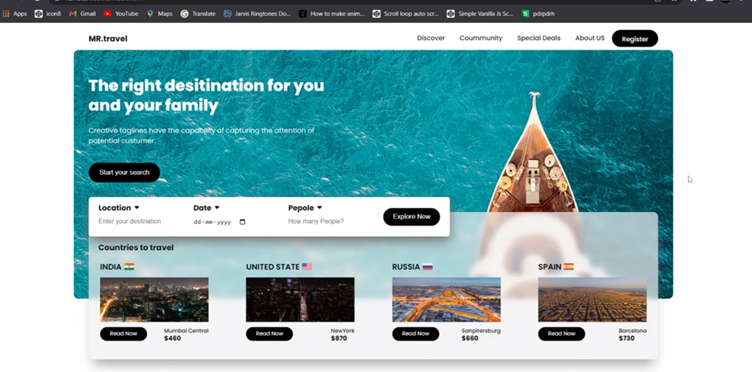 Apps icon8 Gmail YouTube Maps Translate Jarvis Ringtones Do... How to make anim... Scroll loop auto scr... Simple Vanilla Js Sc... pdrpdrh
MR.travel Discover Coummunity Special Deals About US Register
The right desitination for you
and your family
Creative taglines have the capability of capturing the attention of
potential custumer.
Start your search
Location Date Pepole
Enter your destination dd-mm-yyyy How many People? Explore Now
Countries to travel
INDIA UNITED STATE RUSSIA SPAIN
Read Now Mumbai Central Read Now NewYork Read Now Sanpitersburg Read Now Barcelona
$460 $870 $660 $730